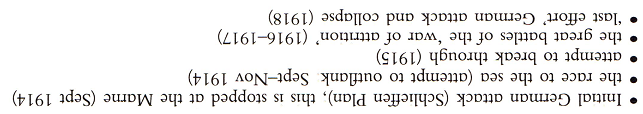 • Initial German attack (Schlieffen Plan), this is stopped at the Marne (Sept 1914)
• the race to the sea (attempt to outflank Sept–Nov 1914)
• attempt to break through (1915)
• the great battles of the 'war of attrition' (1916–1917)
• 'last effort' German attack and collapse (1918)